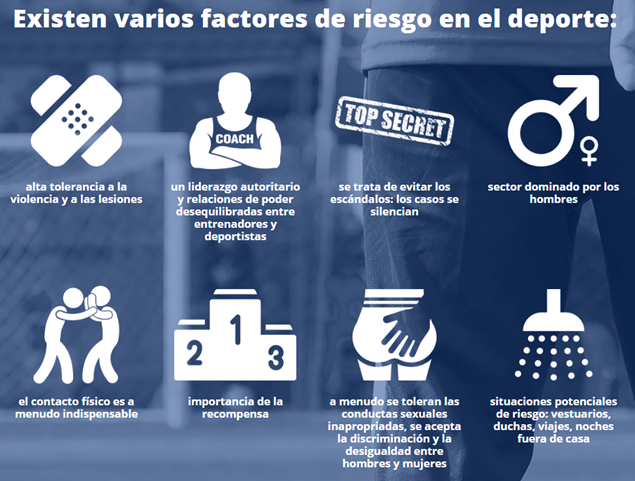 Existen varios factores de riesgo en el deporte:
COACH
TOP SECRET
alta tolerancia a la
violencia y a las lesiones
un liderazgo autoritario
y relaciones de poder
desequilibradas entre
entrenadores y
deportistas
se trata de evitar los
escándalos: los casos se
silencian
sector dominado por los
hombres
1
2
3
el contacto físico es a
menudo indispensable
importancia de la
recompensa
a menudo se toleran las
conductas sexuales
inapropriadas, se acepta
la discriminación y la
desigualdad entre
hombres y mujeres
situaciones potenciales
de riesgo: vestuarios,
duchas, viajes, noches
fuera de casa